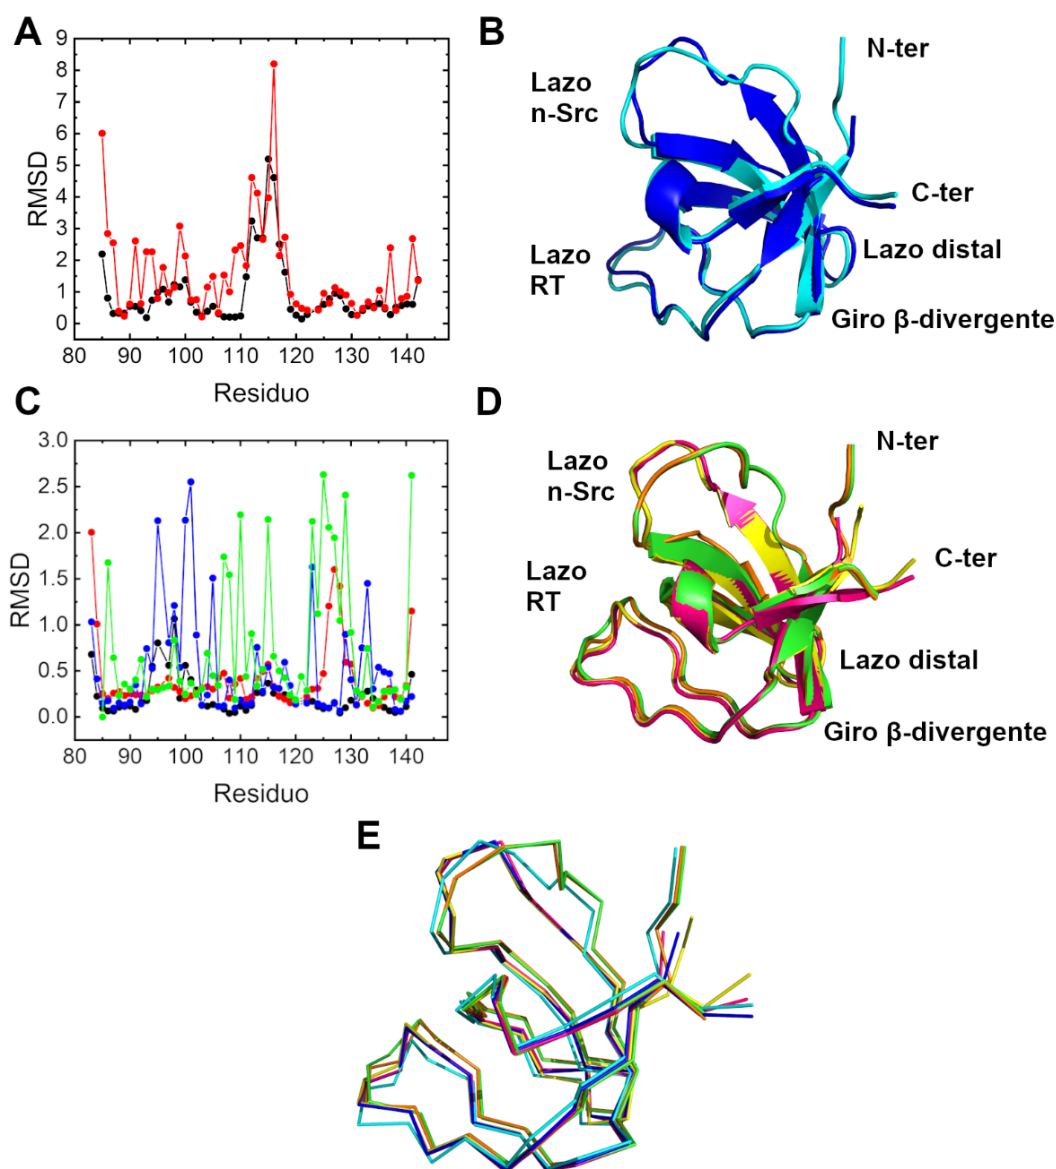 A
9
8
7
6
5
4
3
2
1
0
RMSD
80 90 100 110 120 130 140
Residuo
B
N-ter
Lazo
n-Src
C-ter
Lazo
RT
Lazo distal
Giro β-divergente
C
3.0
2.5
2.0
1.5
1.0
0.5
0.0
RMSD
80 90 100 110 120 130 140
Residuo
D
N-ter
Lazo
n-Src
C-ter
Lazo
RT
Lazo distal
Giro β-divergente
E